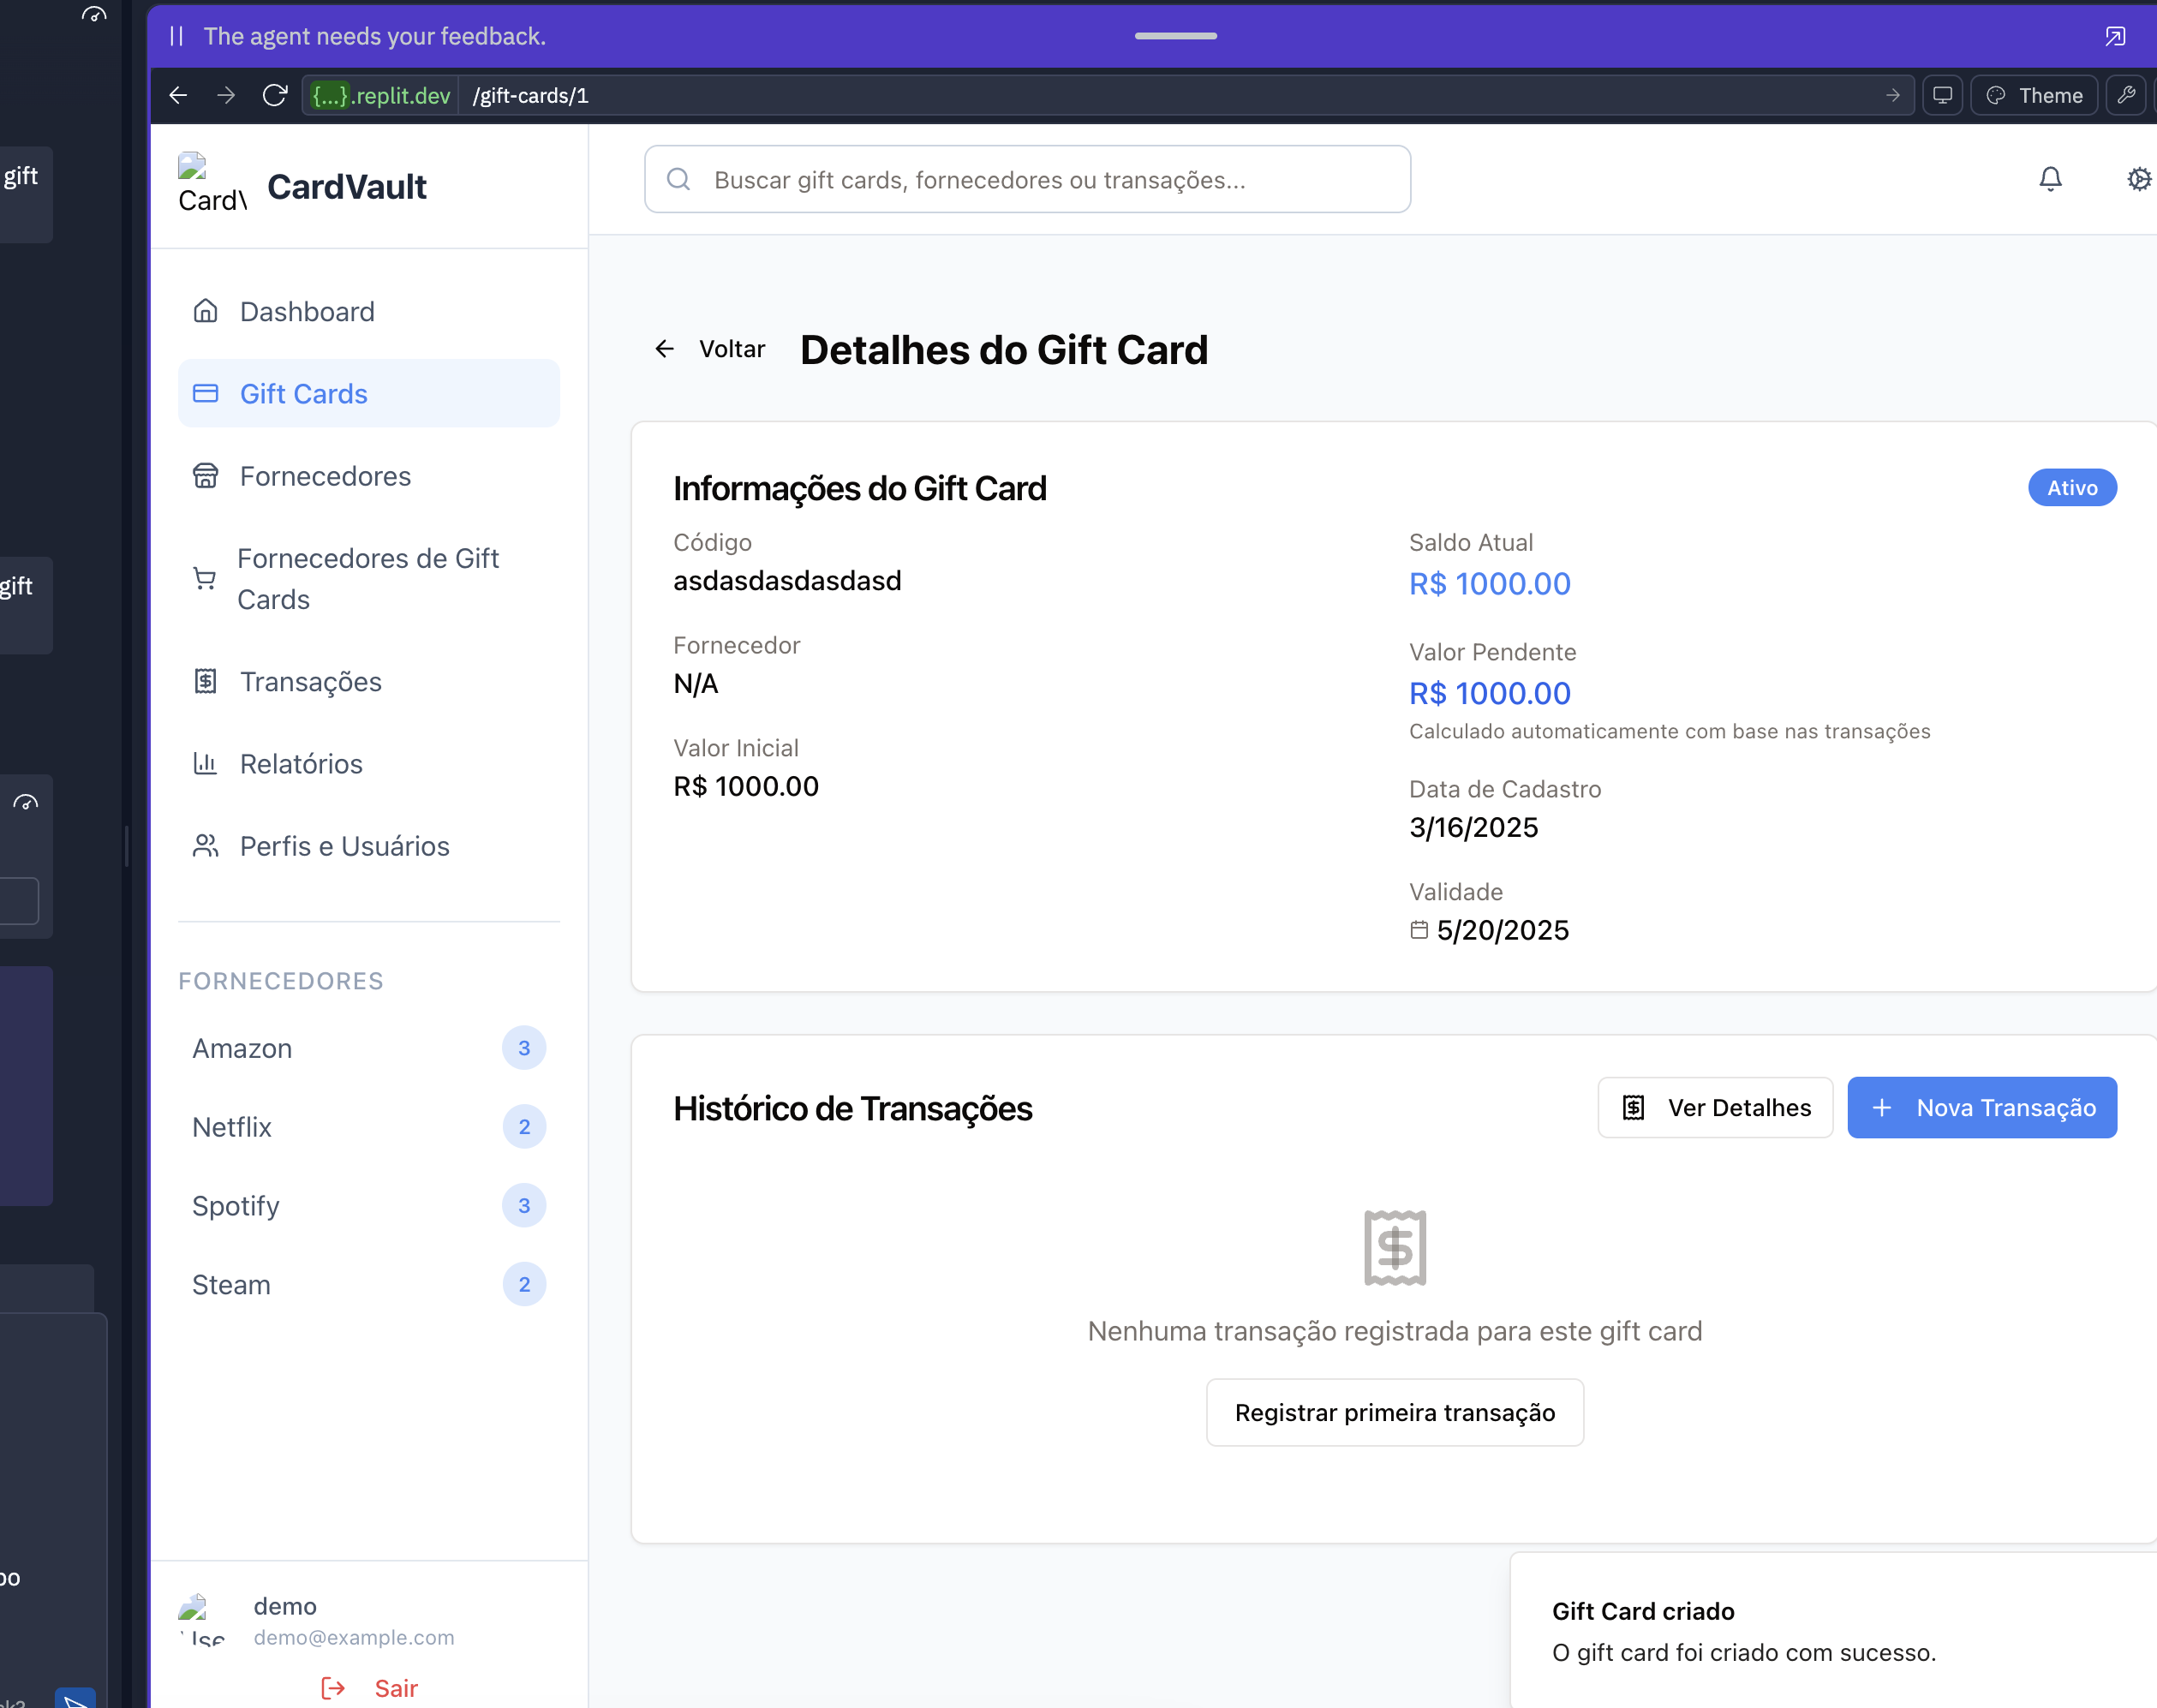 The agent needs your feedback.
{...}.replit.dev /gift-cards/1
Theme
gift
gift
CardVault
Buscar gift cards, fornecedores ou transações...
Dashboard
Gift Cards
Fornecedores
Fornecedores de Gift
Cards
Transações
Relatórios
Perfis e Usuários
FORNECEDORES
Amazon 3
Netflix 2
Spotify 3
Steam 2
demo
demo@example.com
Sair
Voltar
Detalhes do Gift Card
Informações do Gift Card
Ativo
Código
asdasdasdasdasd
Fornecedor
N/A
Valor Inicial
R$ 1000.00
Saldo Atual
R$ 1000.00
Valor Pendente
R$ 1000.00
Calculado automaticamente com base nas transações
Data de Cadastro
3/16/2025
Validade
5/20/2025
Histórico de Transações
Ver Detalhes
Nova Transação
Nenhuma transação registrada para este gift card
Registrar primeira transação
Gift Card criado
O gift card foi criado com sucesso.